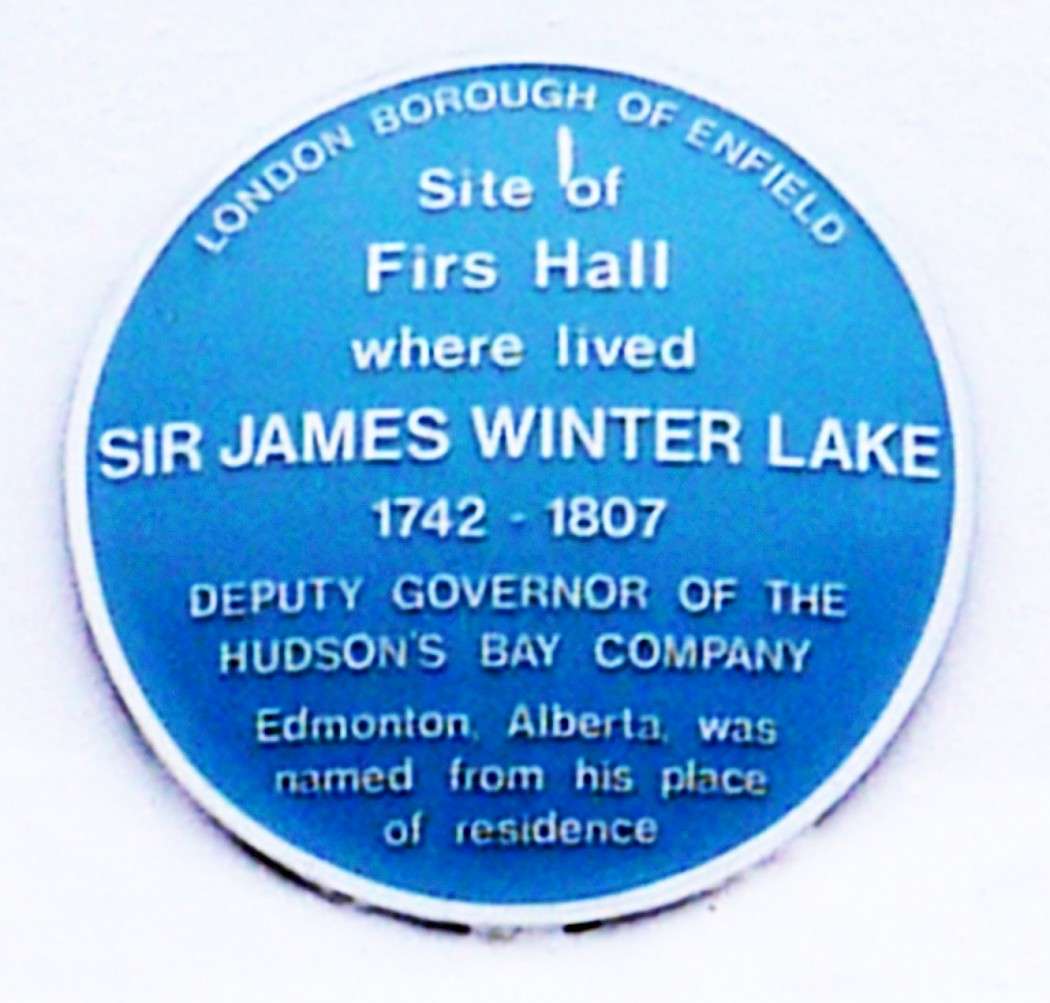 LONDON BOROUGH OF ENFIELD
Site of
Firs Hall
where lived
SIR JAMES WINTER LAKE
1742 - 1807
DEPUTY GOVERNOR OF THE
HUDSON'S BAY COMPANY
Edmonton, Alberta, was
named from his place
of residence